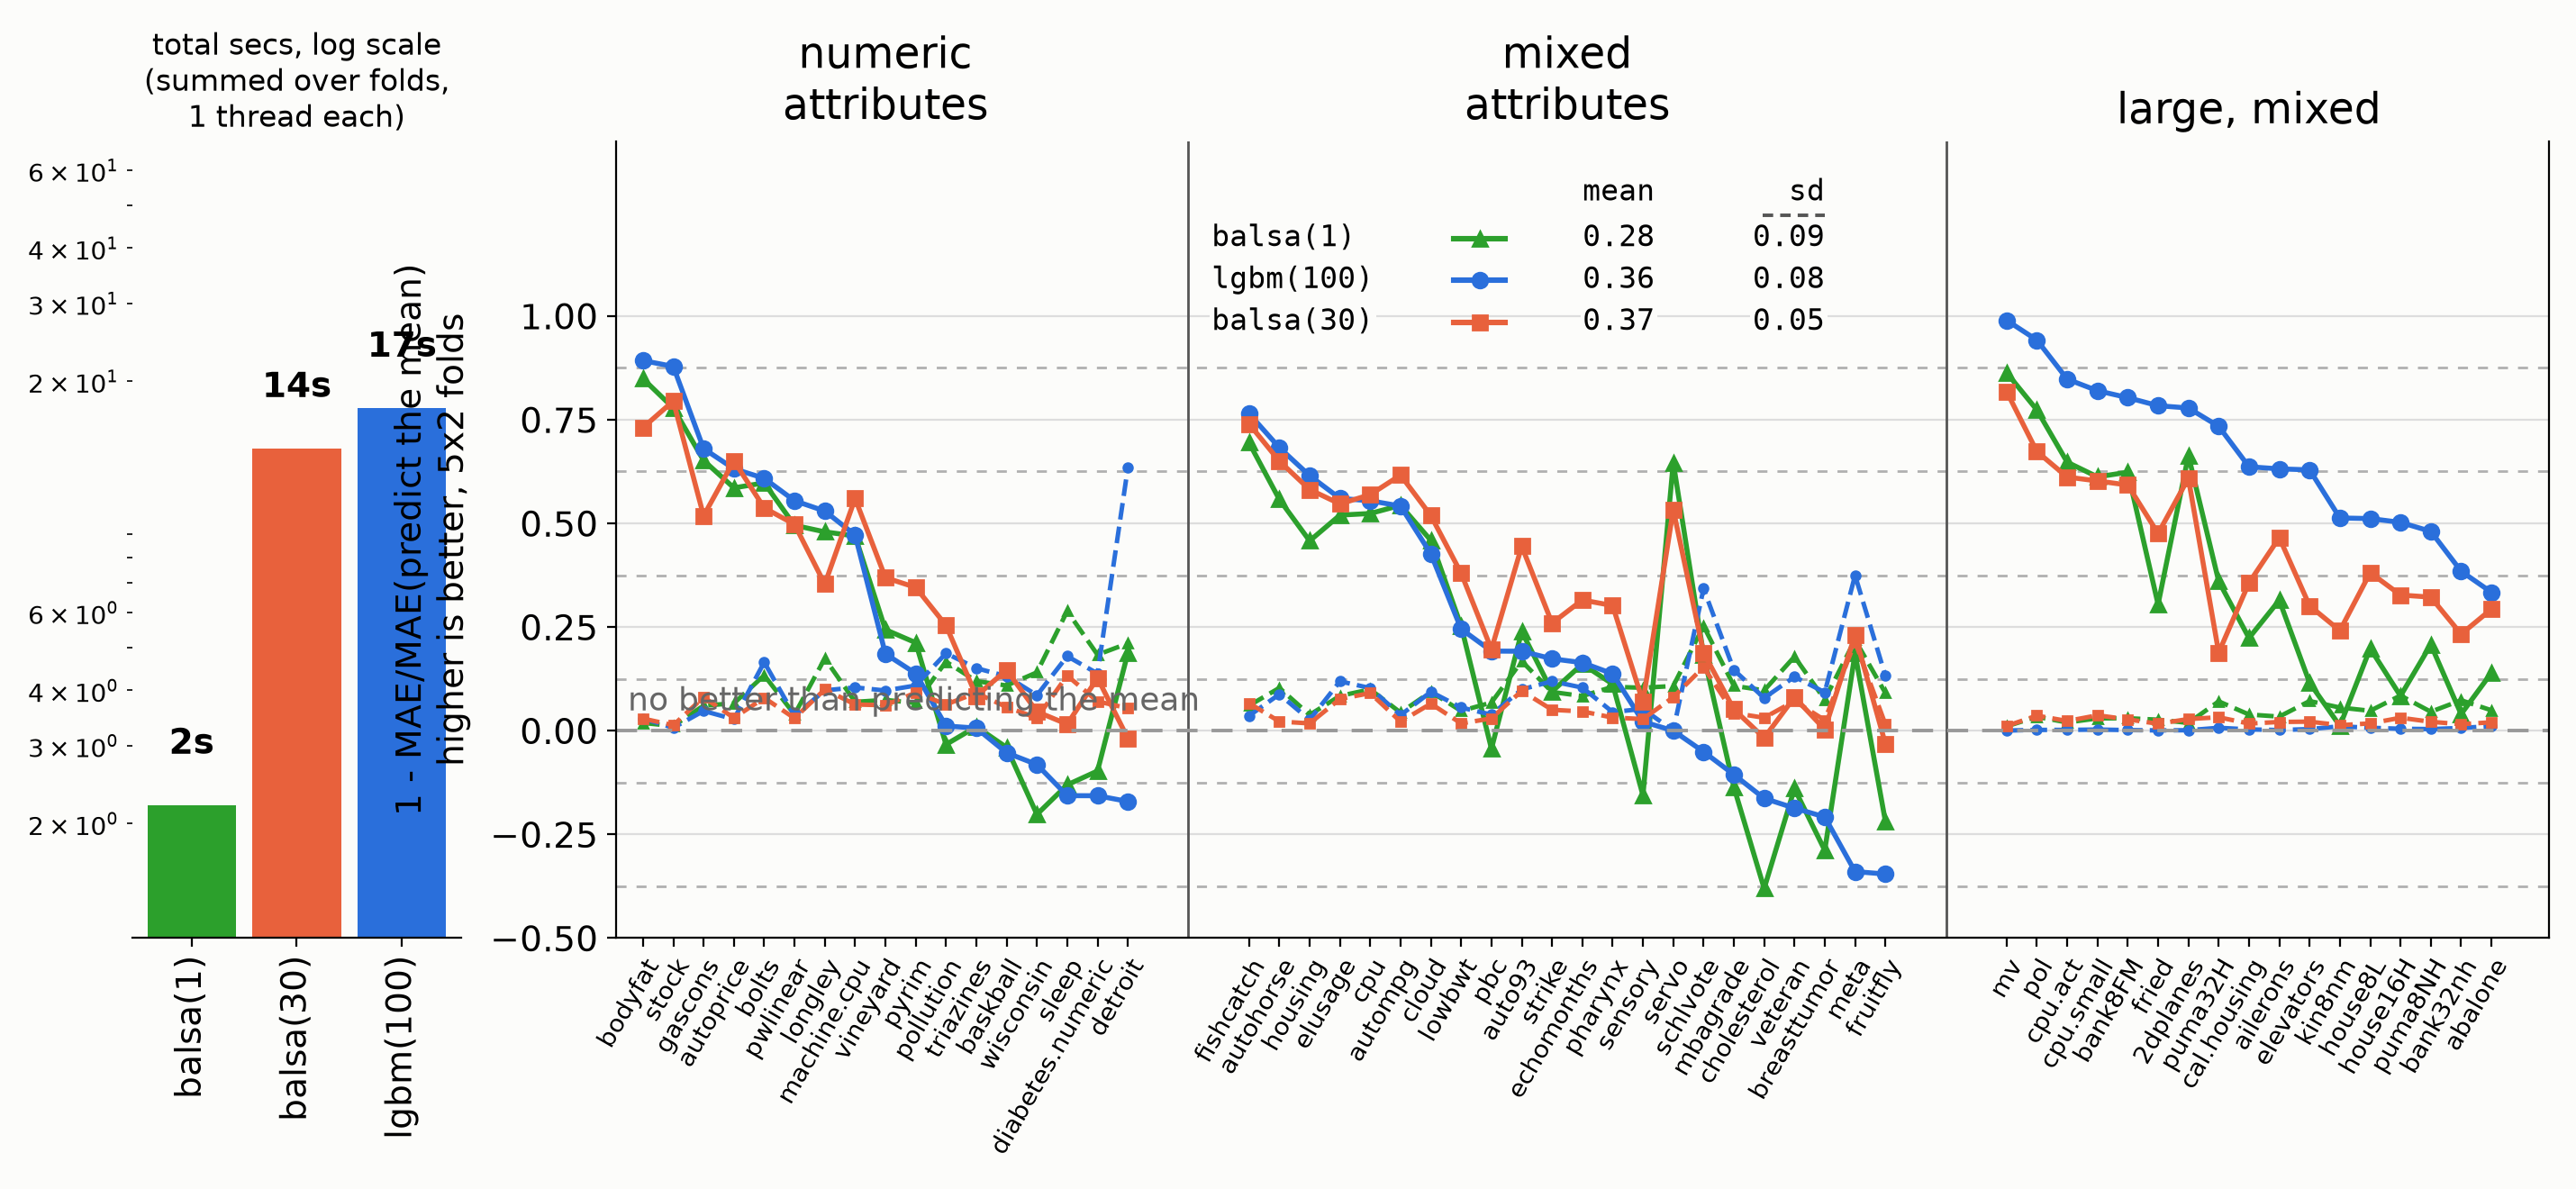 total secs, log scale
(summed over folds,
1 thread each)
6 × 10¹
4 × 10¹
3 × 10¹
2 × 10¹
6 × 10⁰
4 × 10⁰
3 × 10⁰
2 × 10⁰
2s
14s
17s
balsa(1)
balsa(30)
lgbm(100)
1 - MAE/MAE(predict the mean)
higher is better, 5x2 folds
numeric
attributes
mixed
attributes
large, mixed
1.00
0.75
0.50
0.25
0.00
−0.25
−0.50
mean sd
balsa(1) 0.28 0.09
lgbm(100) 0.36 0.08
balsa(30) 0.37 0.05
no better than predicting the mean
bodyfat
stock
gascons
autoprice
bolts
pwlinear
longley
machine.cpu
vineyard
pyrim
pollution
triazines
baskball
wisconsin
sleep
diabetes.numeric
detroit
fishcatch
autohorse
housing
elusage
cpu
autompg
cloud
lowbwt
pbc
auto93
strike
echomonths
pharynx
sensory
servo
schlvote
mbagrade
cholesterol
veteran
breasttumor
meta
fruitfly
mv
pol
cpu.act
cpu.small
bank8FM
fried
2dplanes
puma32H
cal.housing
ailerons
elevators
kin8nm
house8L
house16H
puma8NH
bank32nh
abalone